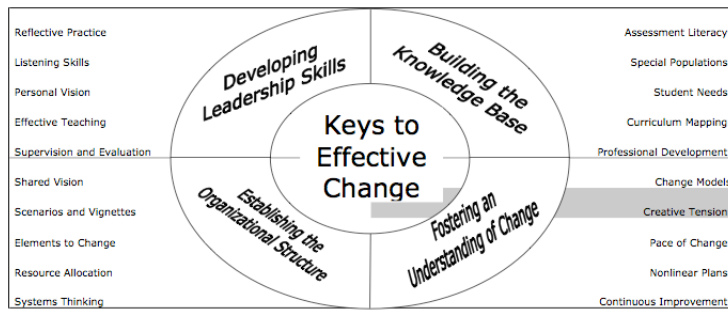 Reflective Practice
Listening Skills
Personal Vision
Effective Teaching
Supervision and Evaluation
Shared Vision
Scenarios and Vignettes
Elements to Change
Resource Allocation
Systems Thinking
Developing
Leadership Skills
Building the
Knowledge Base
Keys to
Effective
Change
Establishing the
Organizational Structure
Fostering an
Understanding of Change
Assessment Literacy
Special Populations
Student Needs
Curriculum Mapping
Professional Development
Change Models
Creative Tension
Pace of Change
Nonlinear Plans
Continuous Improvement